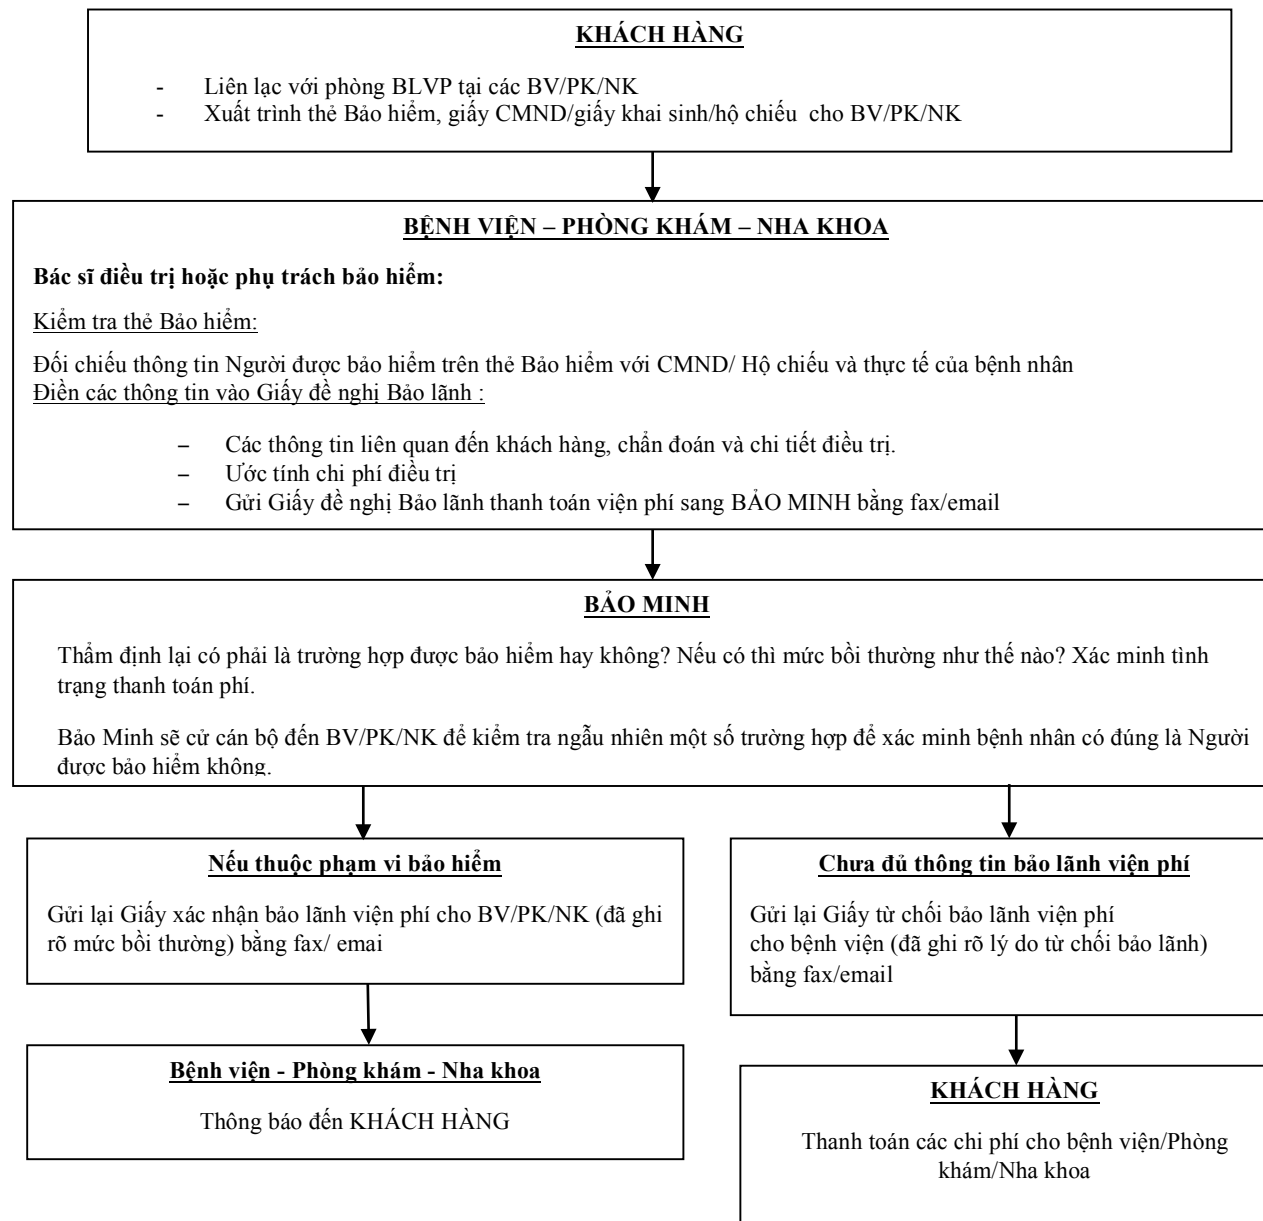 KHÁCH HÀNG
- Liên lạc với phòng BLVP tại các BV/PK/NK
- Xuất trình thẻ Bảo hiểm, giấy CMND/giấy khai sinh/hộ chiếu cho BV/PK/NK
BỆNH VIỆN – PHÒNG KHÁM – NHA KHOA
Bác sĩ điều trị hoặc phụ trách bảo hiểm:
Kiểm tra thẻ Bảo hiểm:
Đối chiếu thông tin Người được bảo hiểm trên thẻ Bảo hiểm với CMND/ Hộ chiếu và thực tế của bệnh nhân
Điền các thông tin vào Giấy đề nghị Bảo lãnh :
– Các thông tin liên quan đến khách hàng, chẩn đoán và chi tiết điều trị.
– Ước tính chi phí điều trị
– Gửi Giấy đề nghị Bảo lãnh thanh toán viện phí sang BẢO MINH bằng fax/email
BẢO MINH
Thẩm định lại có phải là trường hợp được bảo hiểm hay không? Nếu có thì mức bồi thường như thế nào? Xác minh tình
trạng thanh toán phí.
Bảo Minh sẽ cử cán bộ đến BV/PK/NK để kiểm tra ngẫu nhiên một số trường hợp để xác minh bệnh nhân có đúng là Người
được bảo hiểm không.
Nếu thuộc phạm vi bảo hiểm
Gửi lại Giấy xác nhận bảo lãnh viện phí cho BV/PK/NK (đã ghi
rõ mức bồi thường) bằng fax/ emai
Bệnh viện - Phòng khám - Nha khoa
Thông báo đến KHÁCH HÀNG
Chưa đủ thông tin bảo lãnh viện phí
Gửi lại Giấy từ chối bảo lãnh viện phí
cho bệnh viện (đã ghi rõ lý do từ chối bảo lãnh)
bằng fax/email
KHÁCH HÀNG
Thanh toán các chi phí cho bệnh viện/Phòng
khám/Nha khoa